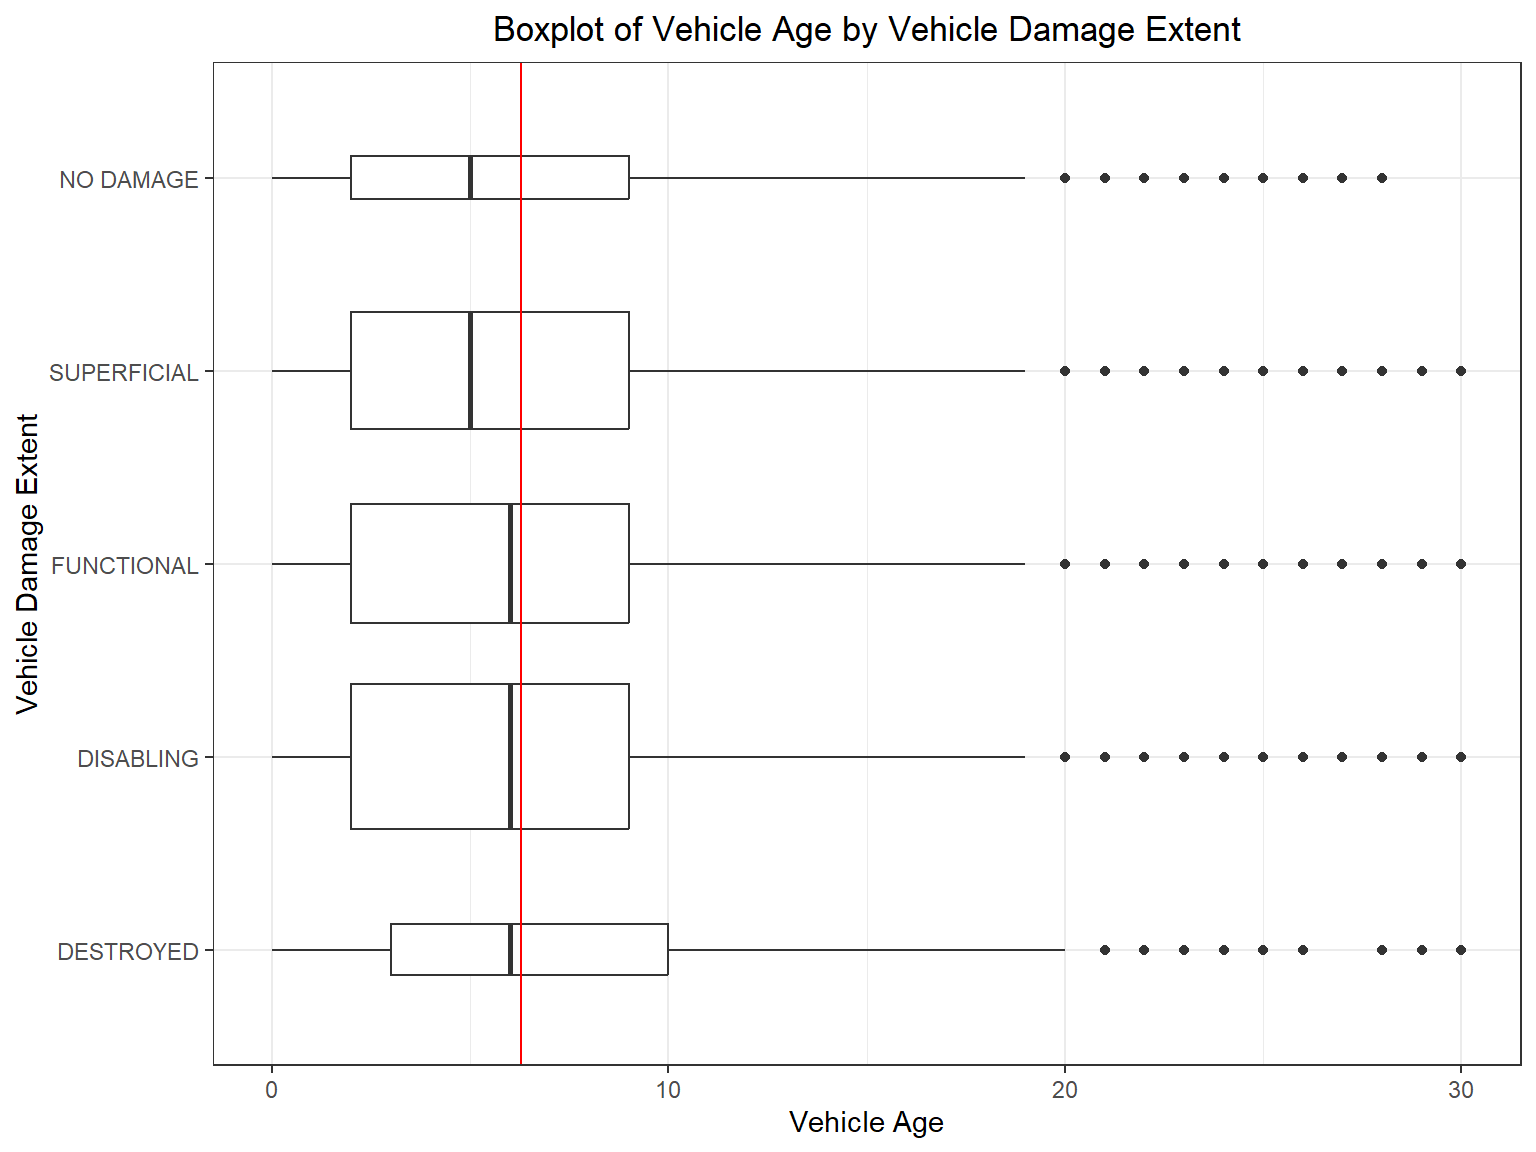 Boxplot of Vehicle Age by Vehicle Damage Extent
Vehicle Damage Extent
NO DAMAGE
SUPERFICIAL
FUNCTIONAL
DISABLING
DESTROYED
0 10 20 30
Vehicle Age